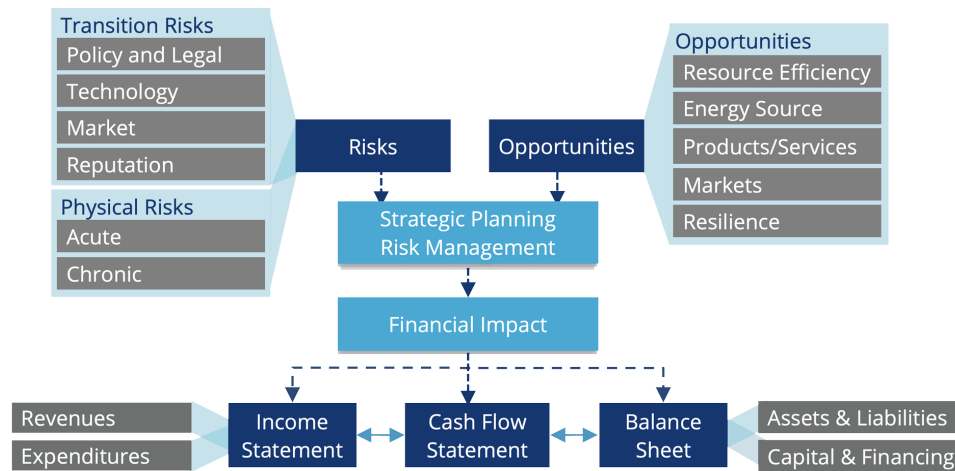 Transition Risks
Policy and Legal
Technology
Market
Reputation
Physical Risks
Acute
Chronic
Risks
Opportunities
Opportunities
Resource Efficiency
Energy Source
Products/Services
Markets
Resilience
Strategic Planning
Risk Management
Financial Impact
Revenues
Expenditures
Income
Statement
Cash Flow
Statement
Balance
Sheet
Assets & Liabilities
Capital & Financing